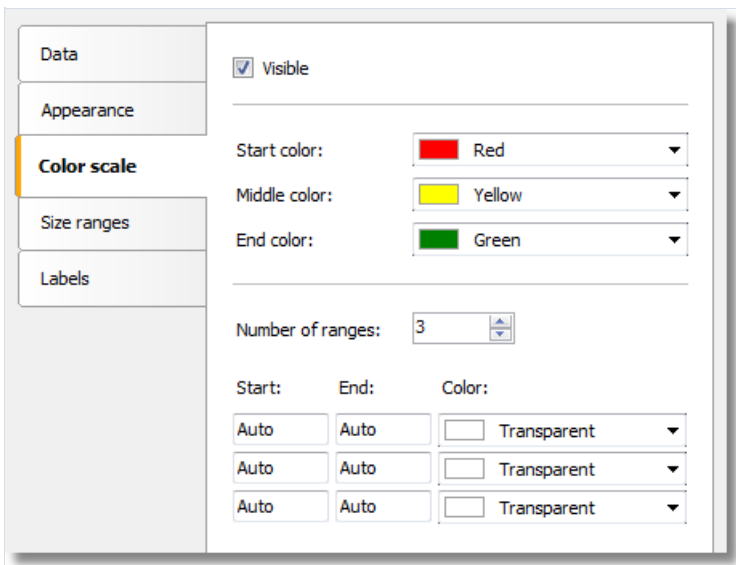 Data
Appearance
Color scale
Size ranges
Labels
Visible
Start color: Red
Middle color: Yellow
End color: Green
Number of ranges: 3
Start: End: Color:
Auto Auto Transparent
Auto Auto Transparent
Auto Auto Transparent